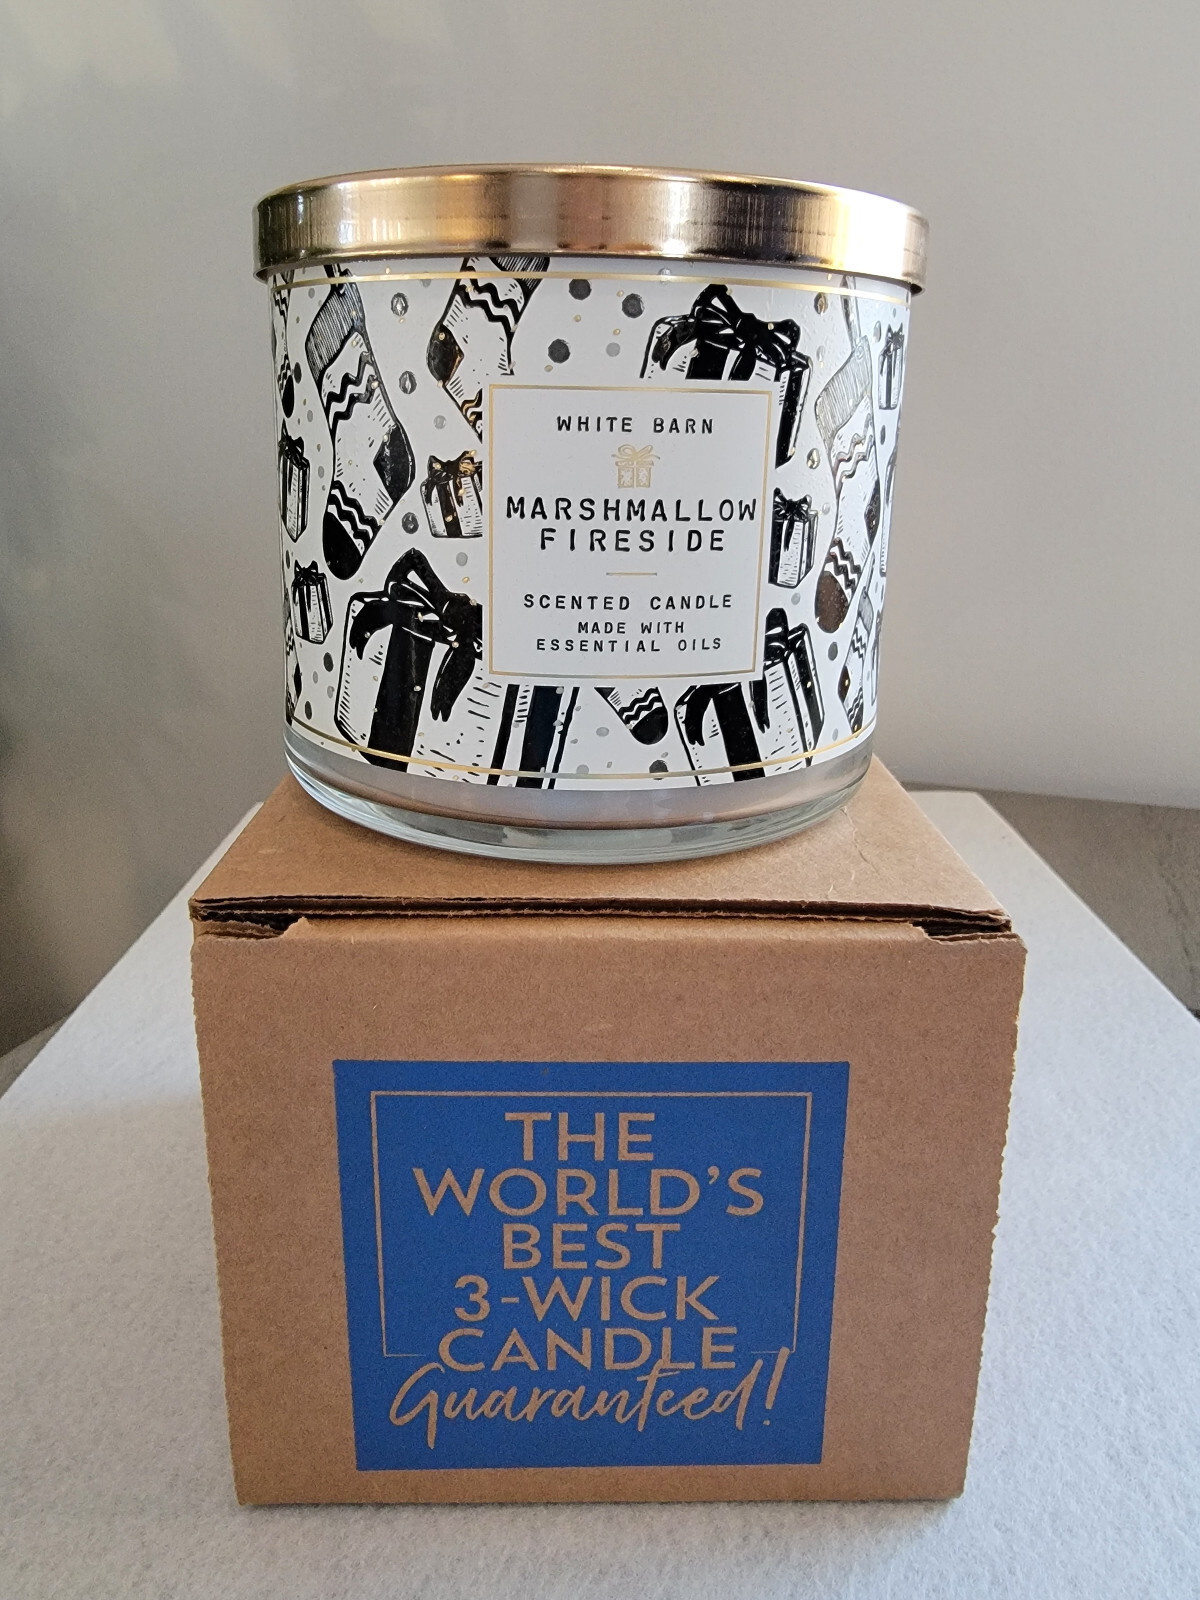 WHITE BARN
MARSHMALLOW
FIRESIDE
SCENTED CANDLE
MADE WITH
ESSENTIAL OILS
THE
WORLD'S
BEST
3-WICK
CANDLE
Guaranteed!